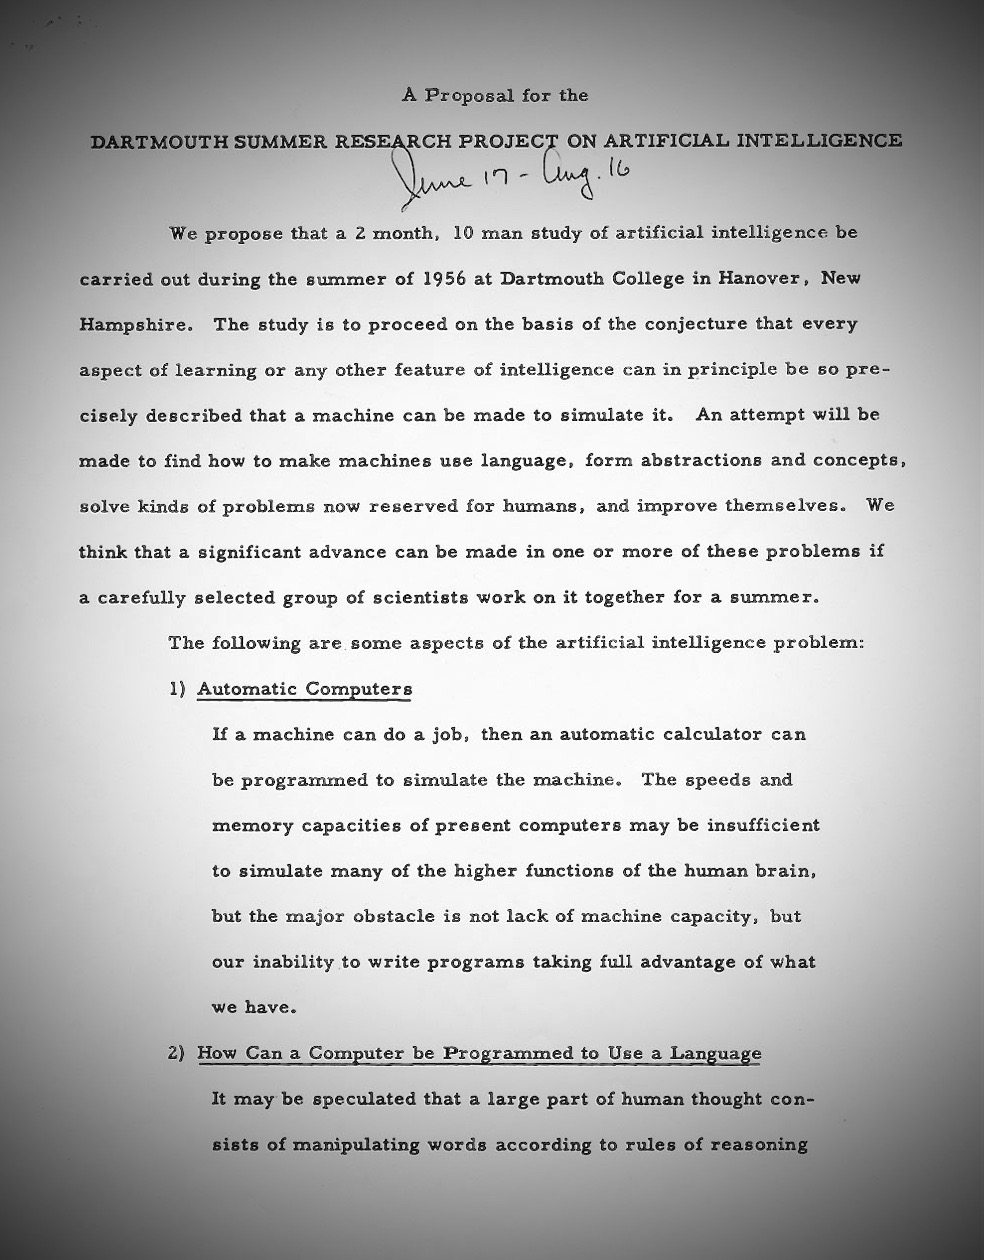 A Proposal for the
DARTMOUTH SUMMER RESEARCH PROJECT ON ARTIFICIAL INTELLIGENCE
June 17 - Aug. 16
We propose that a 2 month, 10 man study of artificial intelligence be
carried out during the summer of 1956 at Dartmouth College in Hanover, New
Hampshire. The study is to proceed on the basis of the conjecture that every
aspect of learning or any other feature of intelligence can in principle be so pre-
cisely described that a machine can be made to simulate it. An attempt will be
made to find how to make machines use language, form abstractions and concepts,
solve kinds of problems now reserved for humans, and improve themselves. We
think that a significant advance can be made in one or more of these problems if
a carefully selected group of scientists work on it together for a summer.
The following are some aspects of the artificial intelligence problem:
1) Automatic Computers
If a machine can do a job, then an automatic calculator can
be programmed to simulate the machine. The speeds and
memory capacities of present computers may be insufficient
to simulate many of the higher functions of the human brain,
but the major obstacle is not lack of machine capacity, but
our inability to write programs taking full advantage of what
we have.
2) How Can a Computer be Programmed to Use a Language
It may be speculated that a large part of human thought con-
sists of manipulating words according to rules of reasoning